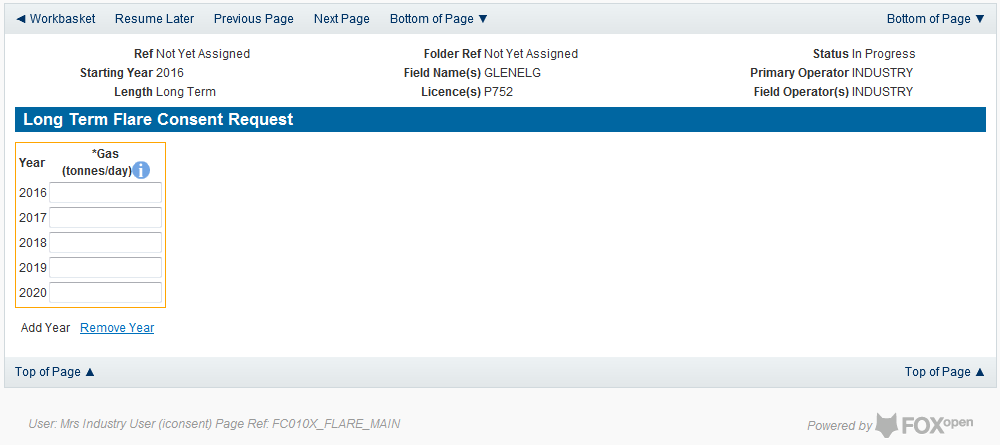 ◄ Workbasket Resume Later Previous Page Next Page Bottom of Page ▼ Bottom of Page ▼
Ref Not Yet Assigned Folder Ref Not Yet Assigned Status In Progress
Starting Year 2016 Field Name(s) GLENELG Primary Operator INDUSTRY
Length Long Term Licence(s) P752 Field Operator(s) INDUSTRY
Long Term Flare Consent Request
Year *Gas
(tonnes/day) i
2016
2017
2018
2019
2020
Add Year Remove Year
Top of Page ▲ Top of Page ▲
User: Mrs Industry User (iconsent) Page Ref: FC010X_FLARE_MAIN Powered by FOXopen